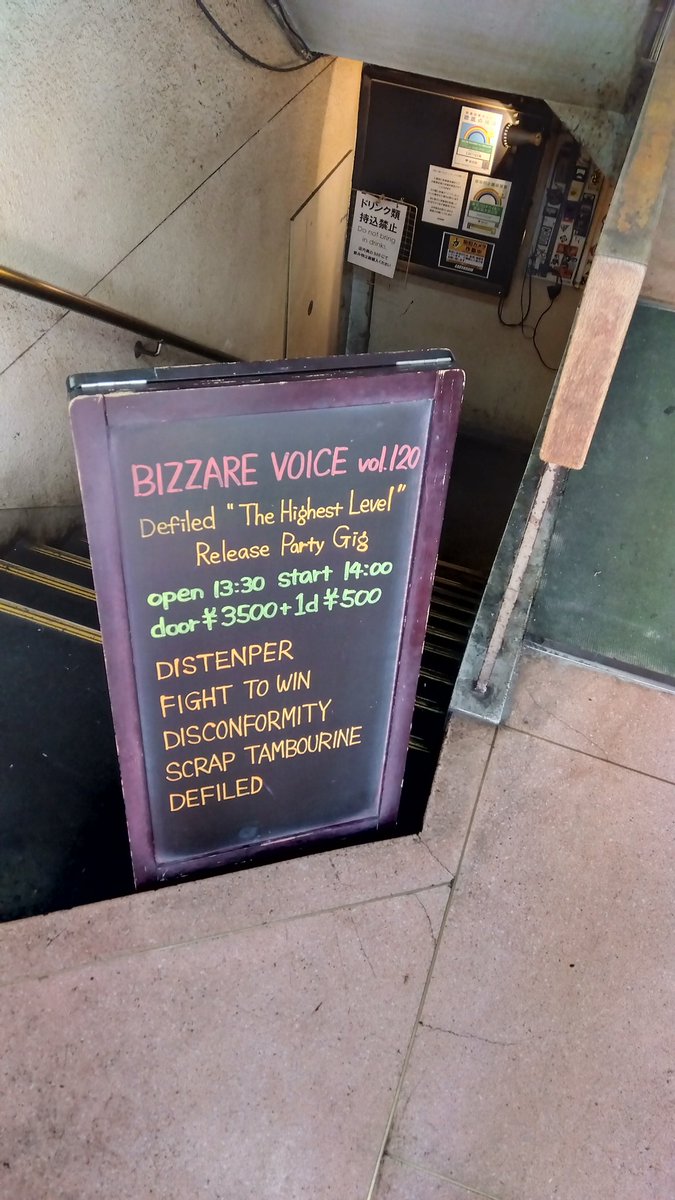 ドリンク類
持込禁止
Do not bring
in drinks.
BIZZARE VOICE vol.120
Defiled "The Highest Level"
Release Party Gig
open 13:30 start 14:00
door¥3500+1d¥500
DISTENPER
FIGHT TO WIN
DISCONFORMITY
SCRAP TAMBOURINE
DEFILED